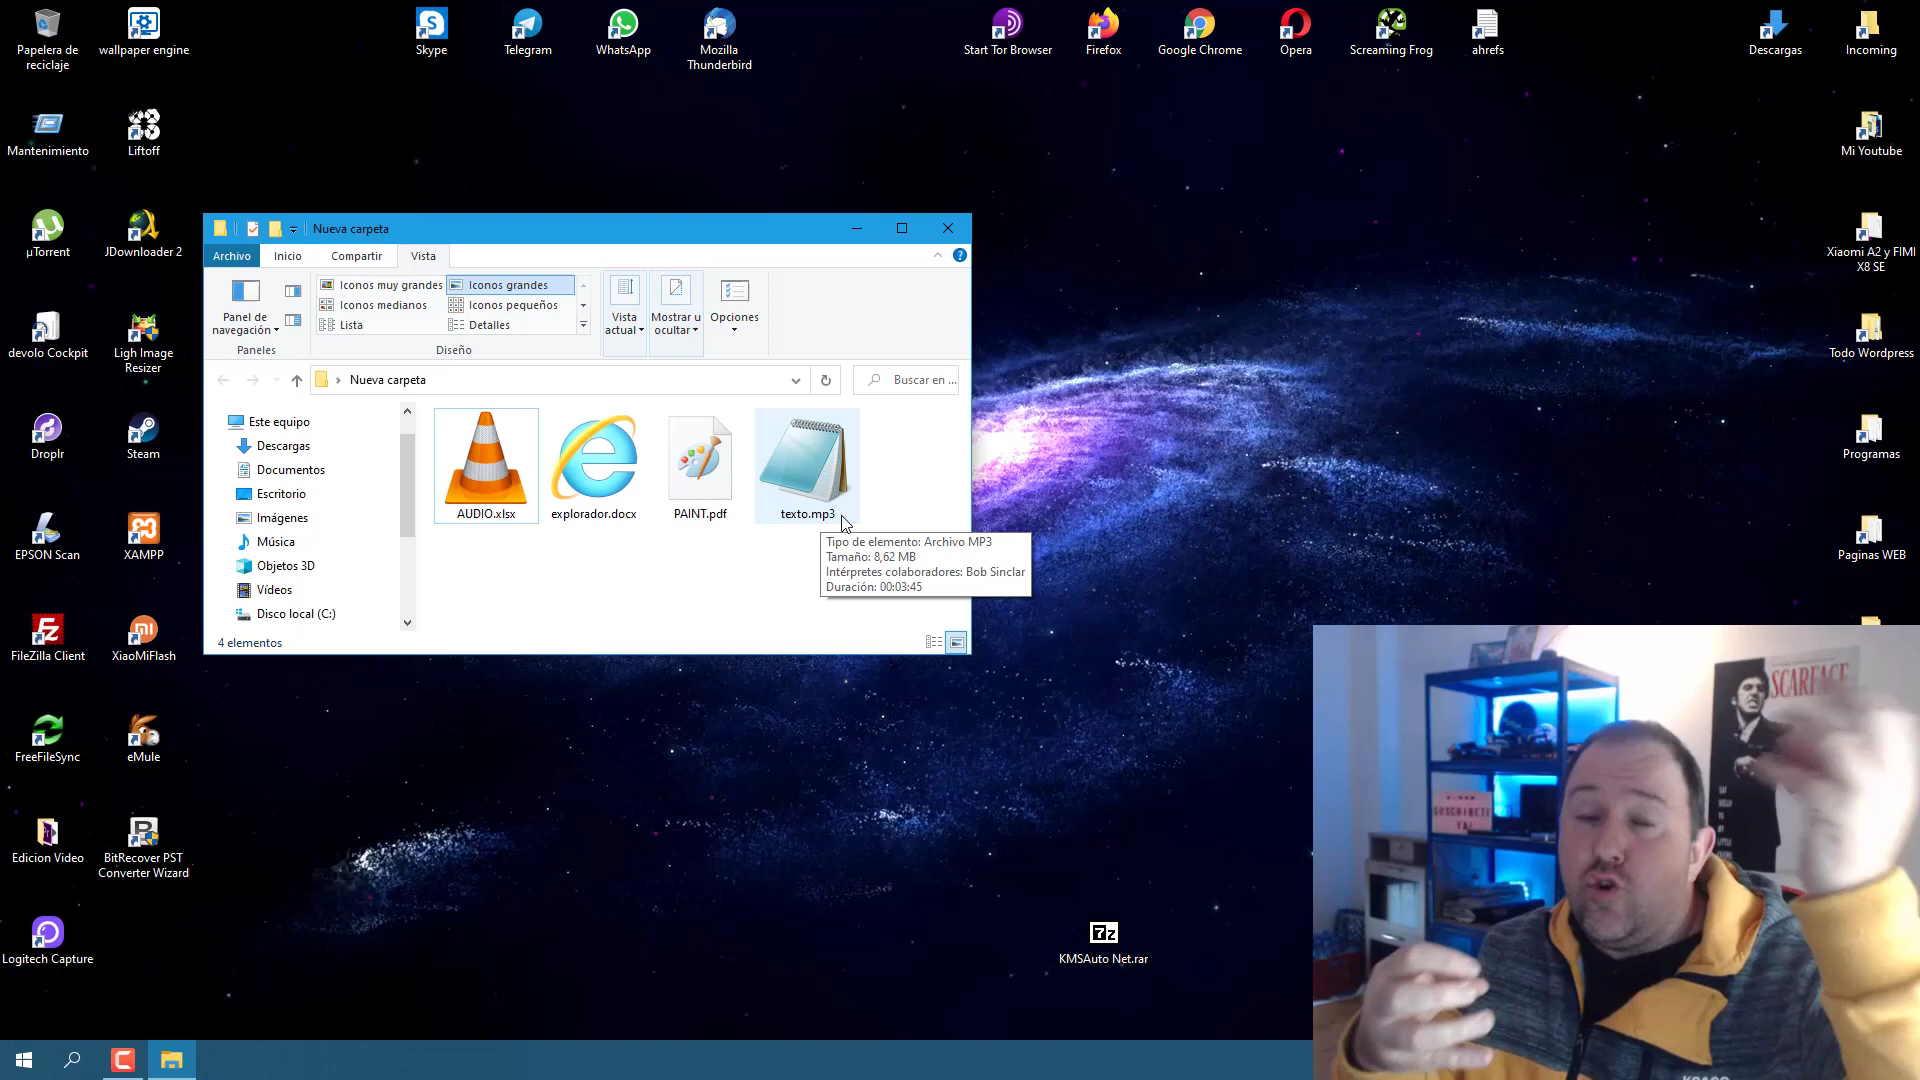 Papelera de
reciclaje
wallpaper engine
Skype
Telegram
WhatsApp
Mozilla
Thunderbird
Start Tor Browser
Firefox
Google Chrome
Opera
Screaming Frog
ahrefs
Descargas
Incoming
Mantenimiento
Liftoff
Mi Youtube
µTorrent
JDownloader 2
Xiaomi A2 y FIMI
X8 SE
devolo Cockpit
Ligh Image
Resizer
Todo Wordpress
Droplr
Steam
Programas
EPSON Scan
XAMPP
Paginas WEB
FileZilla Client
XiaoMiFlash
FreeFileSync
eMule
Edicion Video
BitRecover PST
Converter Wizard
Logitech Capture
KMSAuto Net.rar
Nueva carpeta
Archivo
Inicio
Compartir
Vista
Panel de
navegación
Paneles
Iconos muy grandes
Iconos grandes
Iconos medianos
Iconos pequeños
Lista
Detalles
Diseño
Vista
actual
Mostrar u
ocultar
Opciones
Nueva carpeta
Buscar en ...
Este equipo
Descargas
Documentos
Escritorio
Imágenes
Música
Objetos 3D
Vídeos
Disco local (C:)
AUDIO.xlsx
explorador.docx
PAINT.pdf
texto.mp3
Tipo de elemento: Archivo MP3
Tamaño: 8,62 MB
Intérpretes colaboradores: Bob Sinclar
Duración: 00:03:45
4 elementos
SCARFACE
SUSCRIBETE
YA!